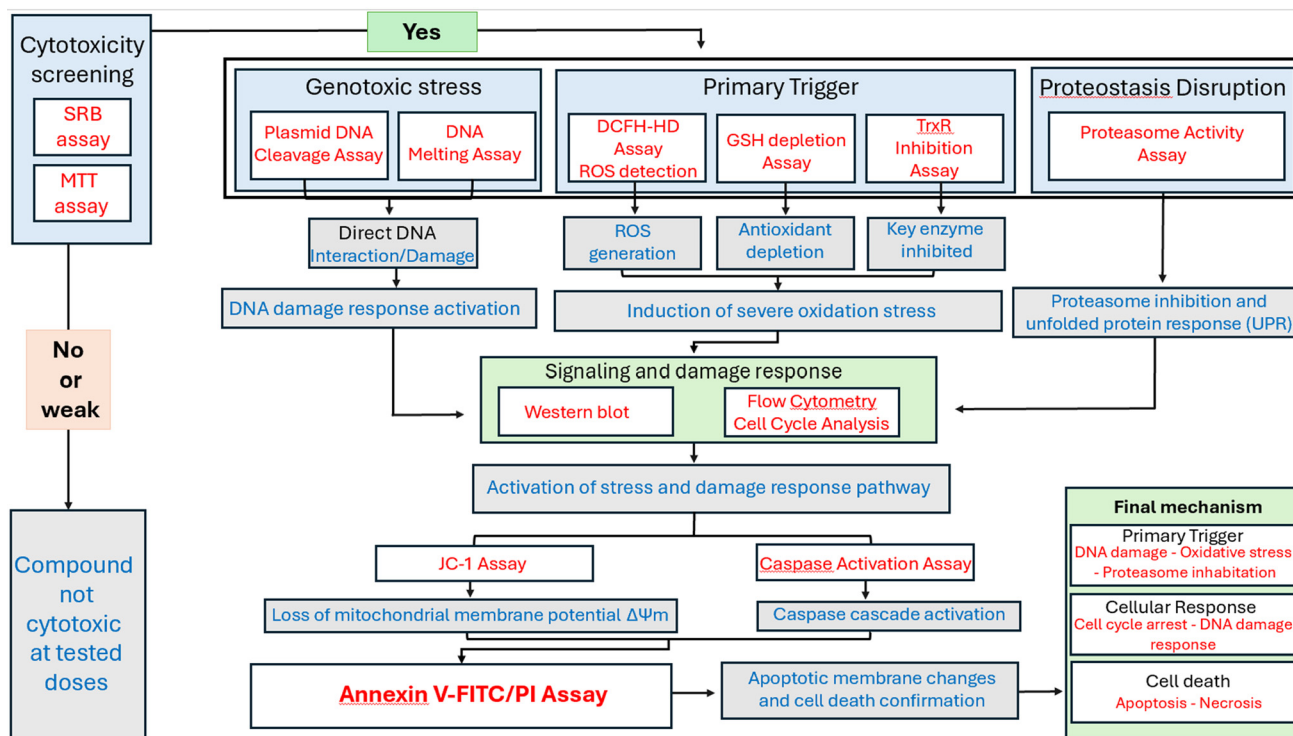 Cytotoxicity
screening
SRB
assay
MTT
assay
Yes
No
or
weak
Compound
not
cytotoxic
at tested
doses
Genotoxic stress
Plasmid DNA
Cleavage Assay
DNA
Melting Assay
Primary Trigger
DCFH-HD
Assay
ROS detection
GSH depletion
Assay
TrxR
Inhibition
Assay
Proteostasis Disruption
Proteasome Activity
Assay
Direct DNA
Interaction/Damage
ROS
generation
Antioxidant
depletion
Key enzyme
inhibited
DNA damage response activation
Induction of severe oxidation stress
Proteasome inhibition and
unfolded protein response (UPR)
Signaling and damage response
Western blot
Flow Cytometry
Cell Cycle Analysis
Activation of stress and damage response pathway
JC-1 Assay
Caspase Activation Assay
Loss of mitochondrial membrane potential ΔΨm
Caspase cascade activation
Annexin V-FITC/PI Assay
Apoptotic membrane changes
and cell death confirmation
Final mechanism
Primary Trigger
DNA damage - Oxidative stress
- Proteasome inhabitation
Cellular Response
Cell cycle arrest - DNA damage
response
Cell death
Apoptosis - Necrosis